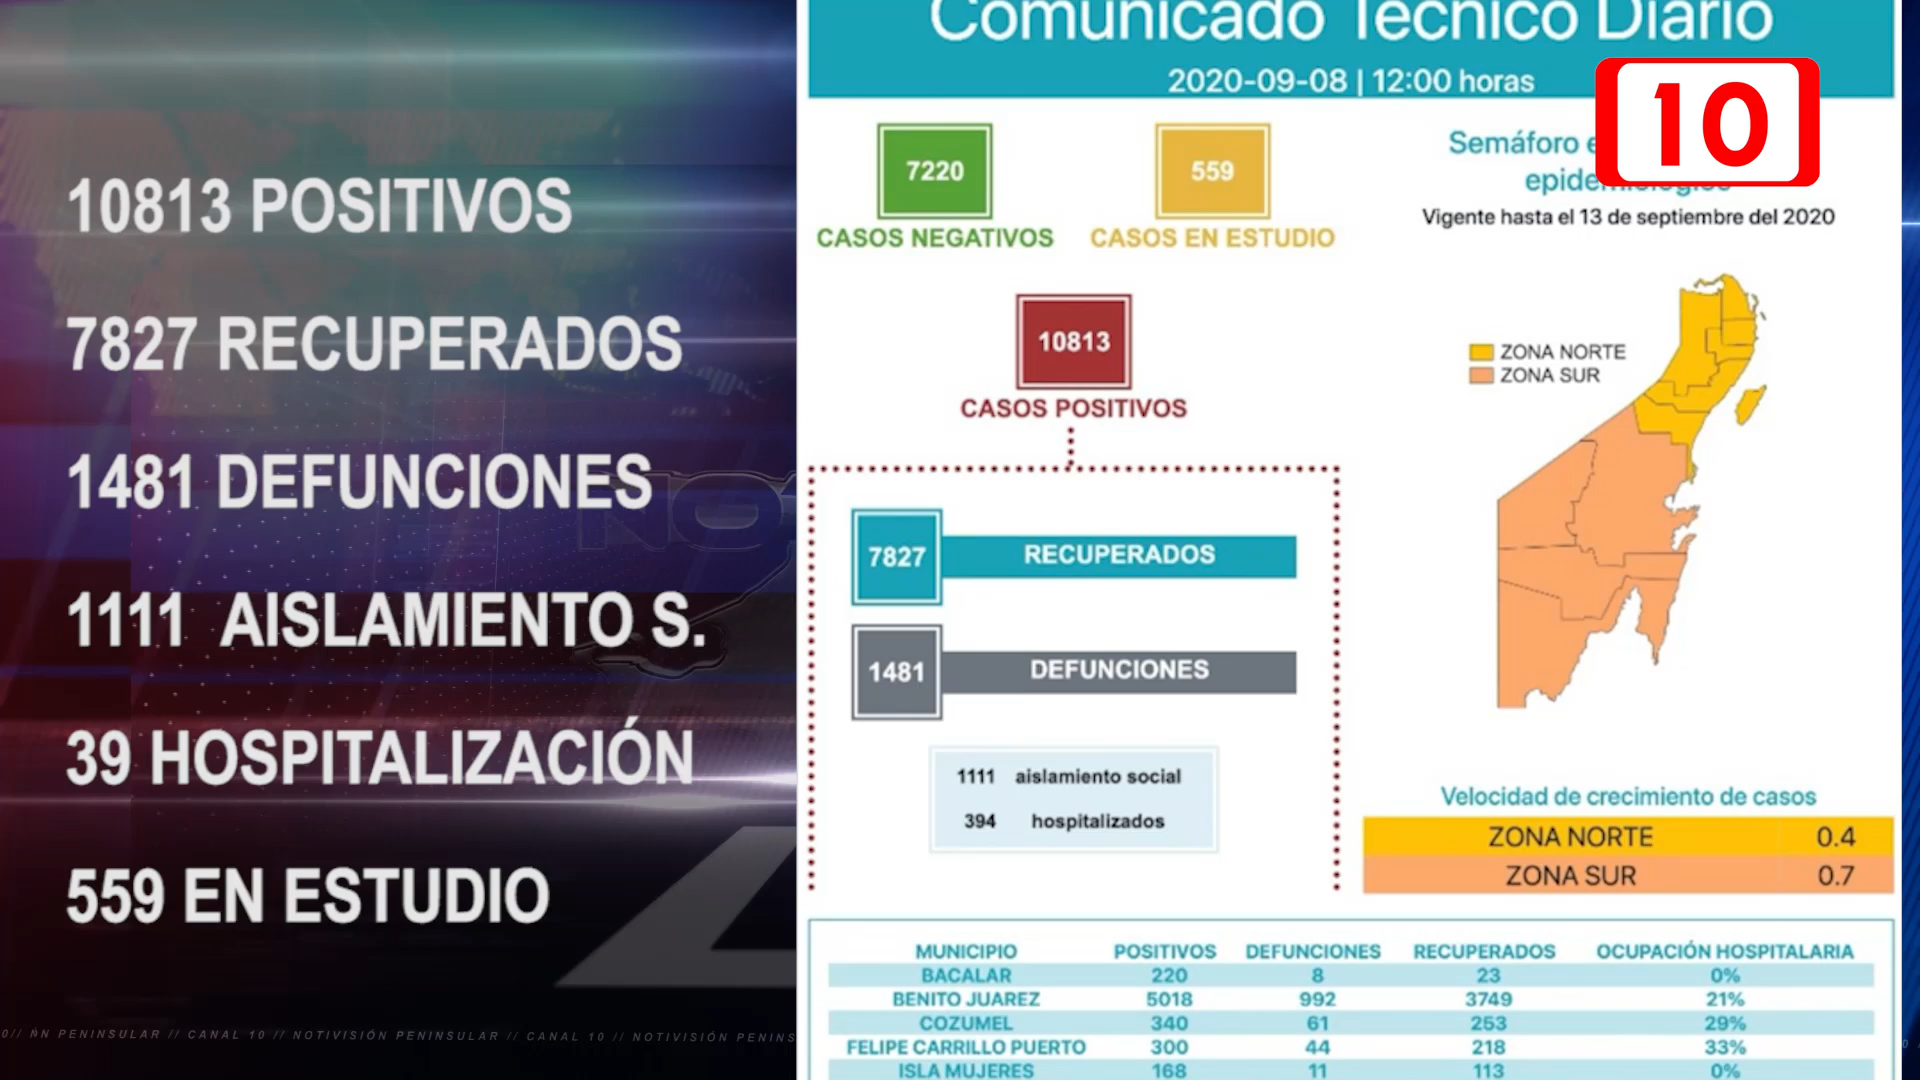 10813 POSITIVOS
7827 RECUPERADOS
1481 DEFUNCIONES
1111 AISLAMIENTO S.
39 HOSPITALIZACIÓN
559 EN ESTUDIO
PENINSULAR // CANAL 10 // NOTIVISIÓN PENINSULAR // CANAL 10 // NOTIVISIÓN PENINS
Comunicado Técnico Diario
2020-09-08 | 12:00 horas
10
7220
CASOS NEGATIVOS
559
CASOS EN ESTUDIO
10813
CASOS POSITIVOS
7827 RECUPERADOS
1481 DEFUNCIONES
1111 aislamiento social
394 hospitalizados
Semáforo
Vigente hasta el 13 de septiembre del 2020
ZONA NORTE
ZONA SUR
Velocidad de crecimiento de casos
ZONA NORTE 0.4
ZONA SUR 0.7
MUNICIPIO POSITIVOS DEFUNCIONES RECUPERADOS OCUPACIÓN HOSPITALARIA
BACALAR 220 8 23 0%
BENITO JUAREZ 5018 992 3749 21%
COZUMEL 340 61 253 29%
FELIPE CARRILLO PUERTO 300 44 218 33%
ISLA MUJERES 168 11 113 0%